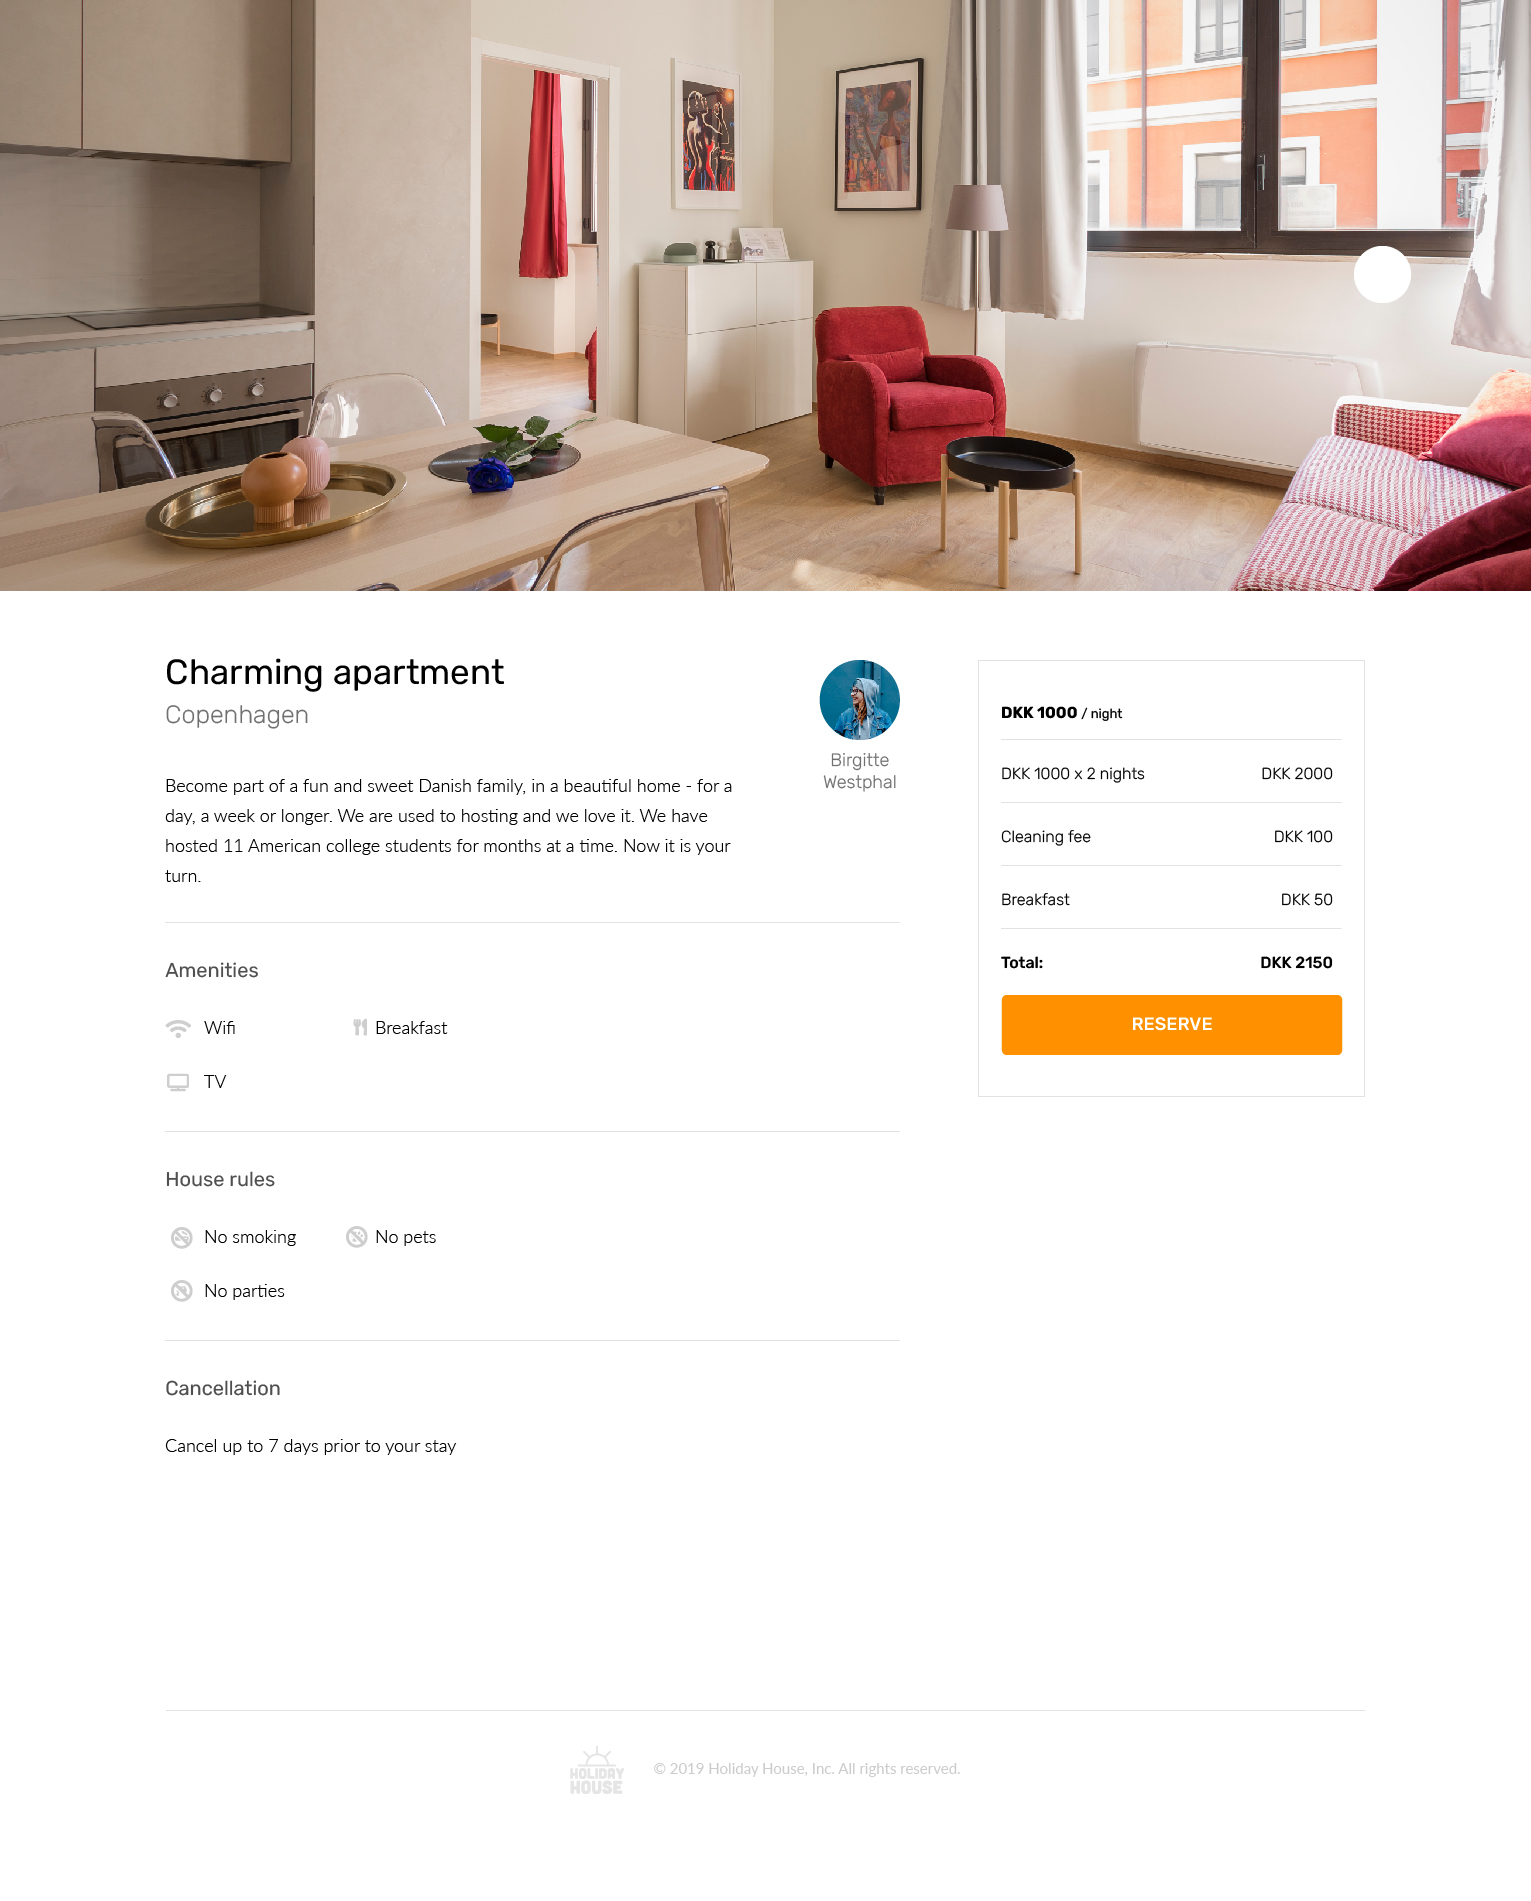 Charming apartment
Copenhagen
Birgitte
Westphal
Become part of a fun and sweet Danish family, in a beautiful home - for a
day, a week or longer. We are used to hosting and we love it. We have
hosted 11 American college students for months at a time. Now it is your
turn.
Amenities
Wifi
Breakfast
TV
House rules
No smoking
No pets
No parties
Cancellation
Cancel up to 7 days prior to your stay
DKK 1000 / night
DKK 1000 x 2 nights DKK 2000
Cleaning fee DKK 100
Breakfast DKK 50
Total: DKK 2150
RESERVE
HOLIDAY
HOUSE
© 2019 Holiday House, Inc. All rights reserved.